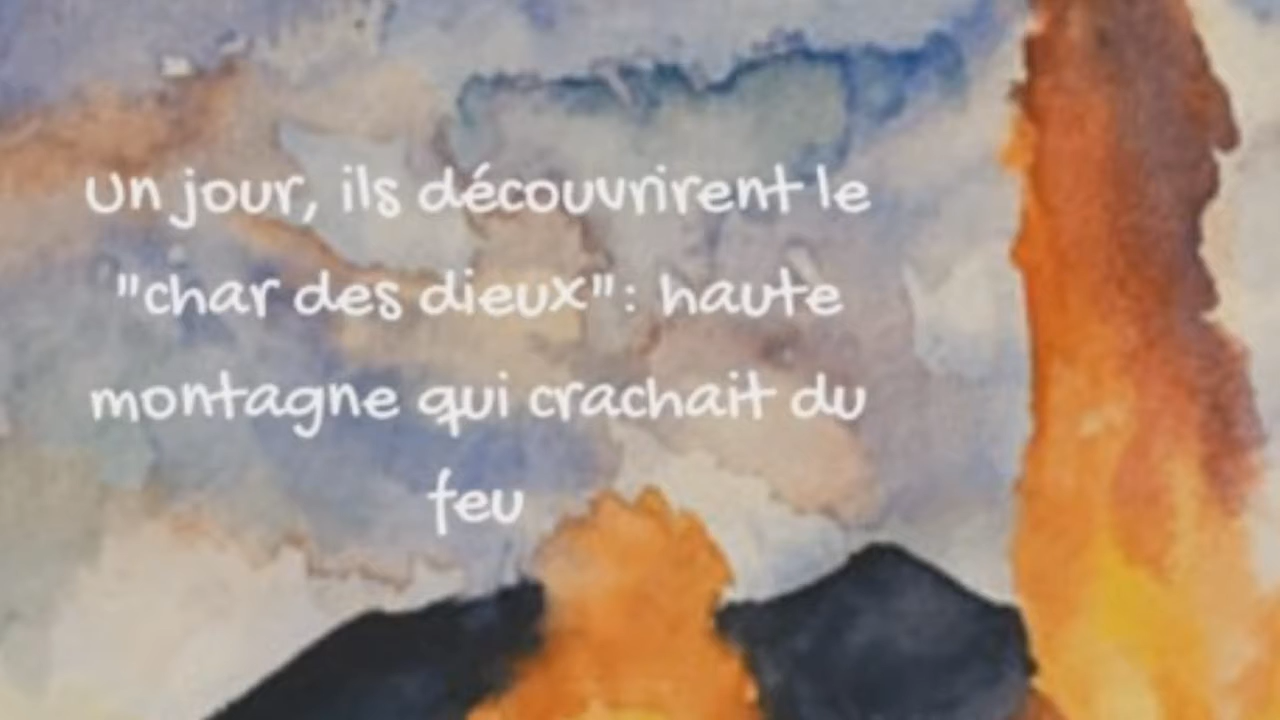 Un jour, ils découvrirent le
"char des dieux": haute
montagne qui crachait du
feu